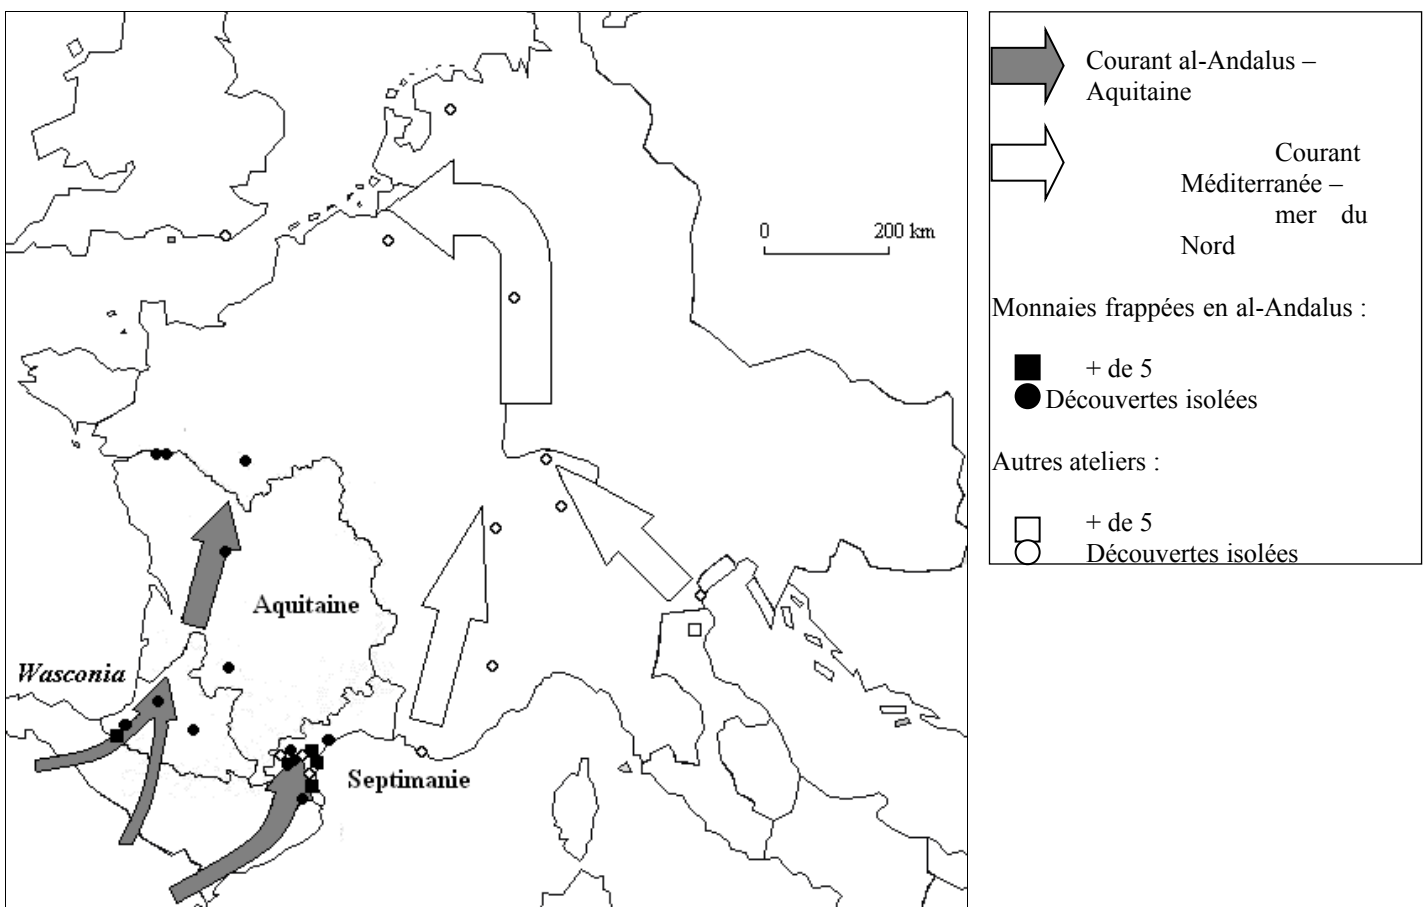 0 200 km
Aquitaine
Wasconia
Septimanie
Courant al-Andalus –
Aquitaine
Courant
Méditerranée –
mer du
Nord
Monnaies frappées en al-Andalus :
+ de 5
Découvertes isolées
Autres ateliers :
+ de 5
Découvertes isolées